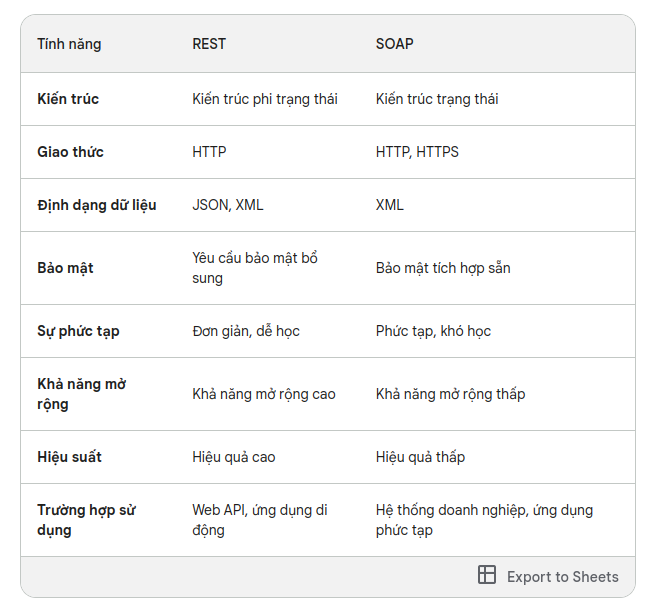 Tính năng REST SOAP
Kiến trúc Kiến trúc phi trạng thái Kiến trúc trạng thái
Giao thức HTTP HTTP, HTTPS
Định dạng dữ liệu JSON, XML XML
Bảo mật Yêu cầu bảo mật bổ sung Bảo mật tích hợp sẵn
Sự phức tạp Đơn giản, dễ học Phức tạp, khó học
Khả năng mở rộng Khả năng mở rộng cao Khả năng mở rộng thấp
Hiệu suất Hiệu quả cao Hiệu quả thấp
Trường hợp sử dụng Web API, ứng dụng di động Hệ thống doanh nghiệp, ứng dụng phức tạp
Export to Sheets